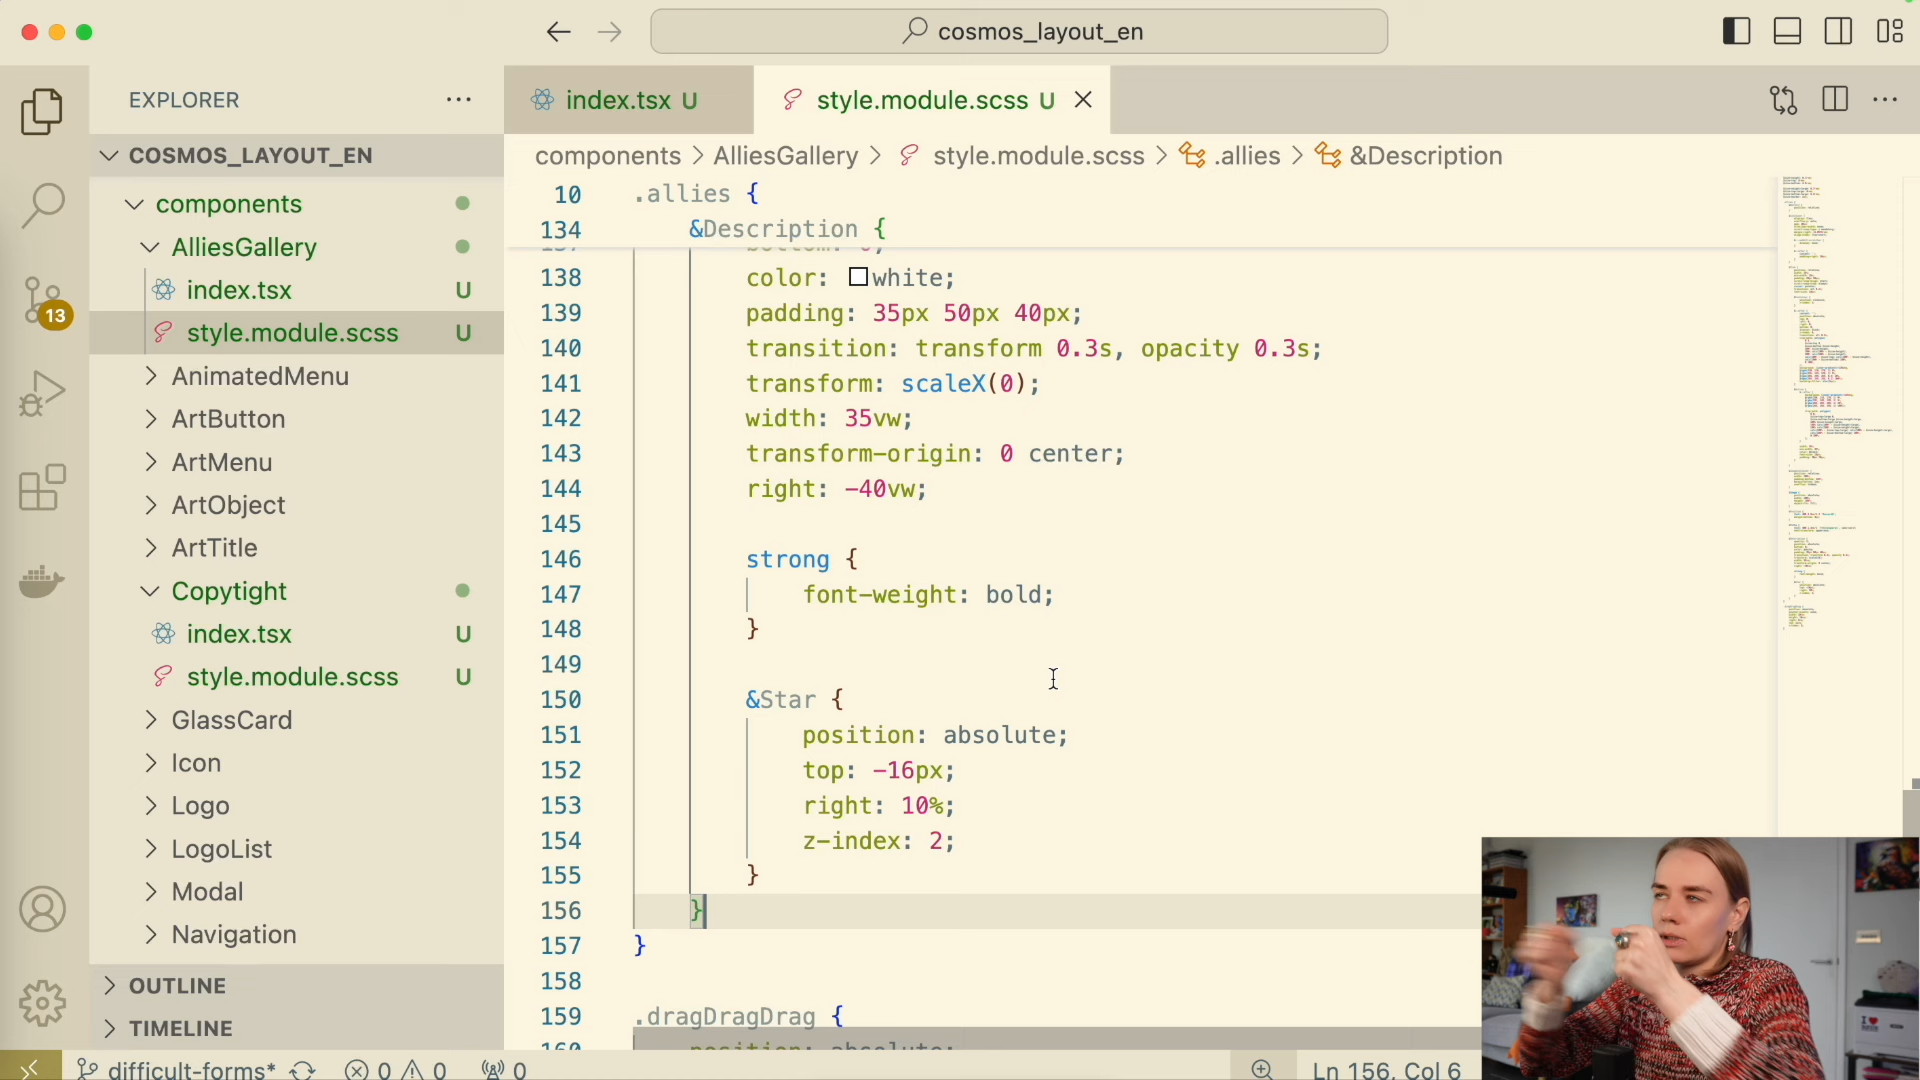 cosmos_layout_en
EXPLORER
COSMOS_LAYOUT_EN
components
AlliesGallery
index.tsx U
style.module.scss U
AnimatedMenu
ArtButton
ArtMenu
ArtObject
ArtTitle
Copytight
index.tsx U
style.module.scss U
GlassCard
Icon
Logo
LogoList
Modal
Navigation
OUTLINE
TIMELINE
13
index.tsx U
style.module.scss U
components > AlliesGallery > style.module.scss > .allies > &Description
10 .allies {
134 &Description {
137 bottom: 0;
138 color: white;
139 padding: 35px 50px 40px;
140 transition: transform 0.3s, opacity 0.3s;
141 transform: scaleX(0);
142 width: 35vw;
143 transform-origin: 0 center;
144 right: -40vw;
145
146 strong {
147 font-weight: bold;
148 }
149
150 &Star {
151 position: absolute;
152 top: -16px;
153 right: 10%;
154 z-index: 2;
155 }
156 }
157 }
158
159 .dragDragDrag {
160 position: absolute;
difficult-forms* 0 0 0
Ln 156, Col 6